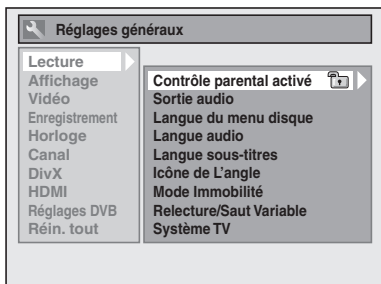 Réglages généraux
Lecture
Affichage
Vidéo
Enregistrement
Horloge
Canal
DivX
HDMI
Réglages DVB
Réin. tout
Contrôle parental activé
Sortie audio
Langue du menu disque
Langue audio
Langue sous-titres
Icône de L'angle
Mode Immobilité
Relecture/Saut Variable
Système TV